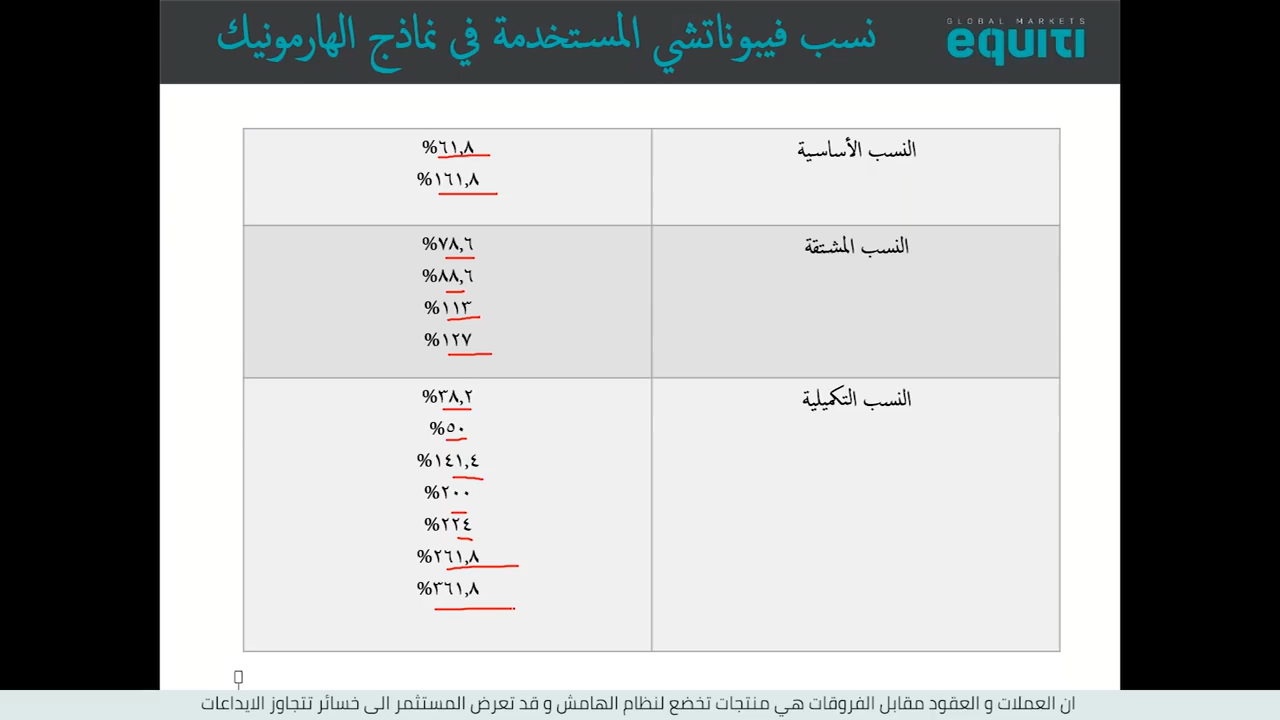 نسب فيبوناتشي المستخدمة في نماذج الهارمونيك
GLOBAL MARKETS
equiti
النسب الأساسية
%٦١,٨
%١٦١,٨
النسب المشتقة
%٧٨,٦
%٨٨,٦
%١١٣
%١٢٧
النسب التكميلية
%٣٨,٢
%٥٠
%١٤١,٤
%٢٠٠
%٢٢٤
%٢٦١,٨
%٣٦١,٨
ان العملات و العقود مقابل الفروقات هي منتجات تخضع لنظام الهامش و قد تعرض المستثمر الى خسائر تتجاوز الايداعات